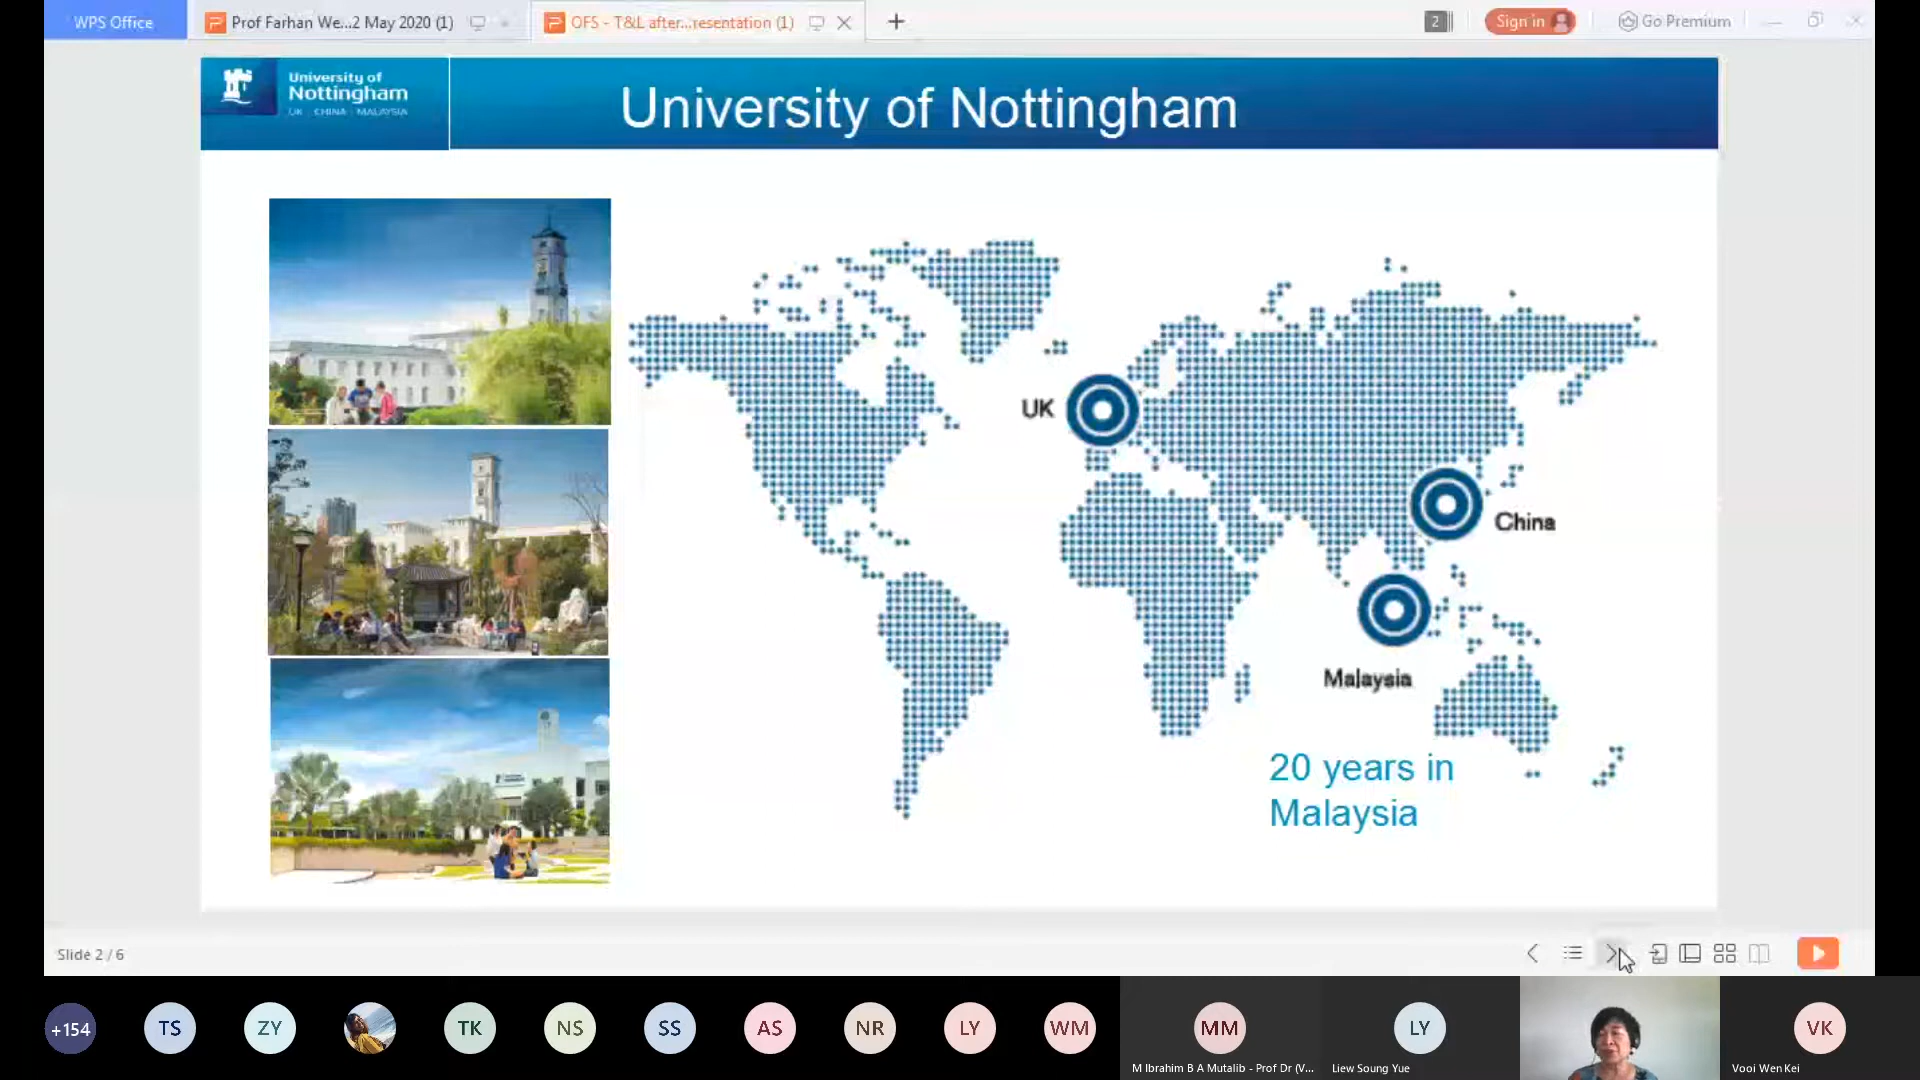 WPS Office
Prof Farhan We...2 May 2020 (1)
OFS - T&L after...resentation (1)
2
Sign in
Go Premium
University of
Nottingham
UK · CHINA · MALAYSIA
University of Nottingham
UK
China
Malaysia
20 years in
Malaysia
Slide 2 / 6
+154
TS
ZY
TK
NS
SS
AS
NR
LY
WM
MM
LY
VK
M Ibrahim B A Mutalib - Prof Dr (V...
Liew Soung Yue
Vooi Wen Kei